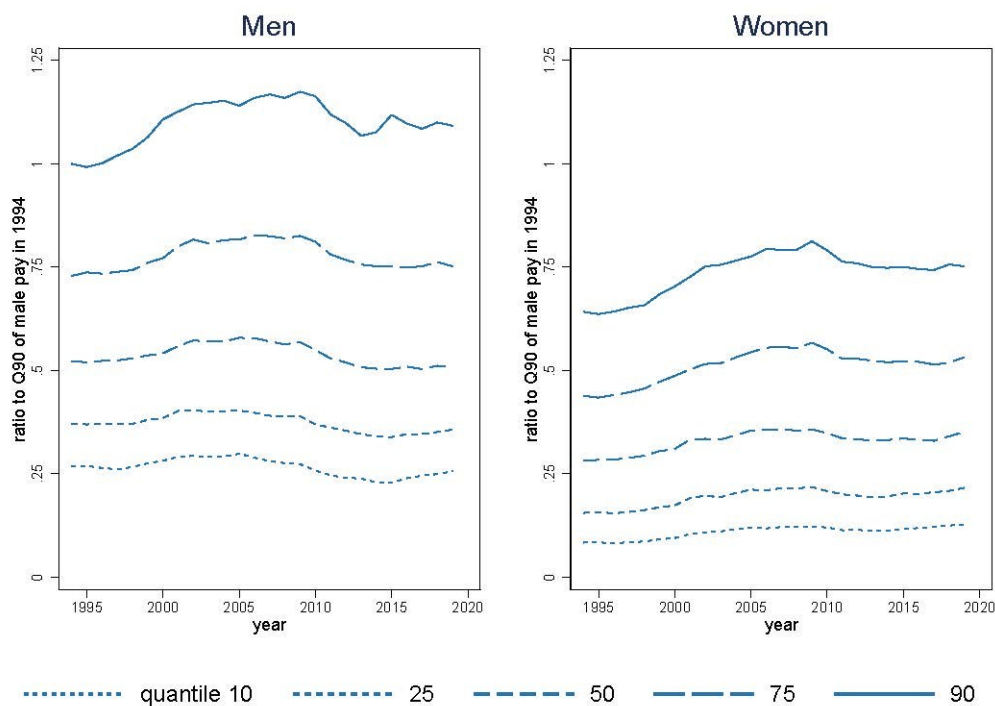 Men
Women
ratio to Q90 of male pay in 1994
0 .25 .5 .75 1 1.25
1995 2000 2005 2010 2015 2020
year
ratio to Q90 of male pay in 1994
0 .25 .5 .75 1 1.25
1995 2000 2005 2010 2015 2020
year
quantile 10 25 50 75 90